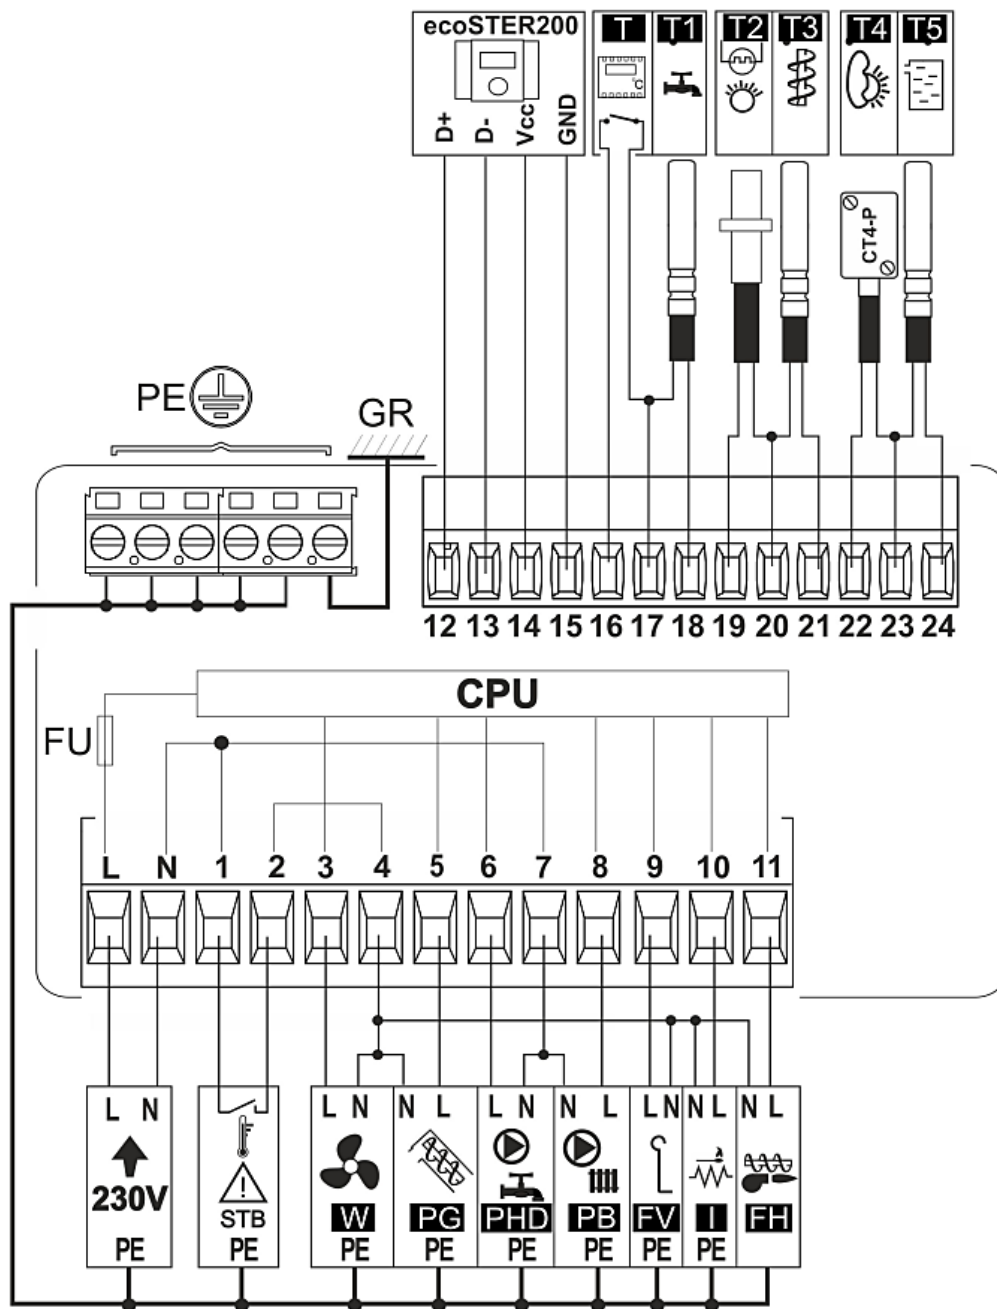 ecoSTER200
T T1 T2 T3 T4 T5
°C
D+ D- Vcc GND
CT4-P
PE GR
12 13 14 15 16 17 18 19 20 21 22 23 24
CPU
FU
L N 1 2 3 4 5 6 7 8 9 10 11
L N L N N L L N N L L N N L N L
230V
STB
W PG PHD PB FV I FH
PE PE PE PE PE PE PE PE